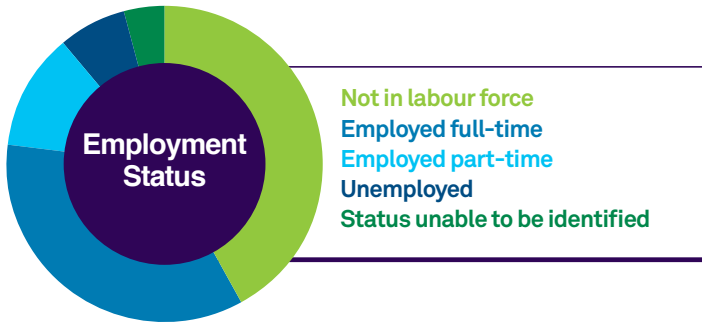 Employment
Status
Not in labour force
Employed full-time
Employed part-time
Unemployed
Status unable to be identified